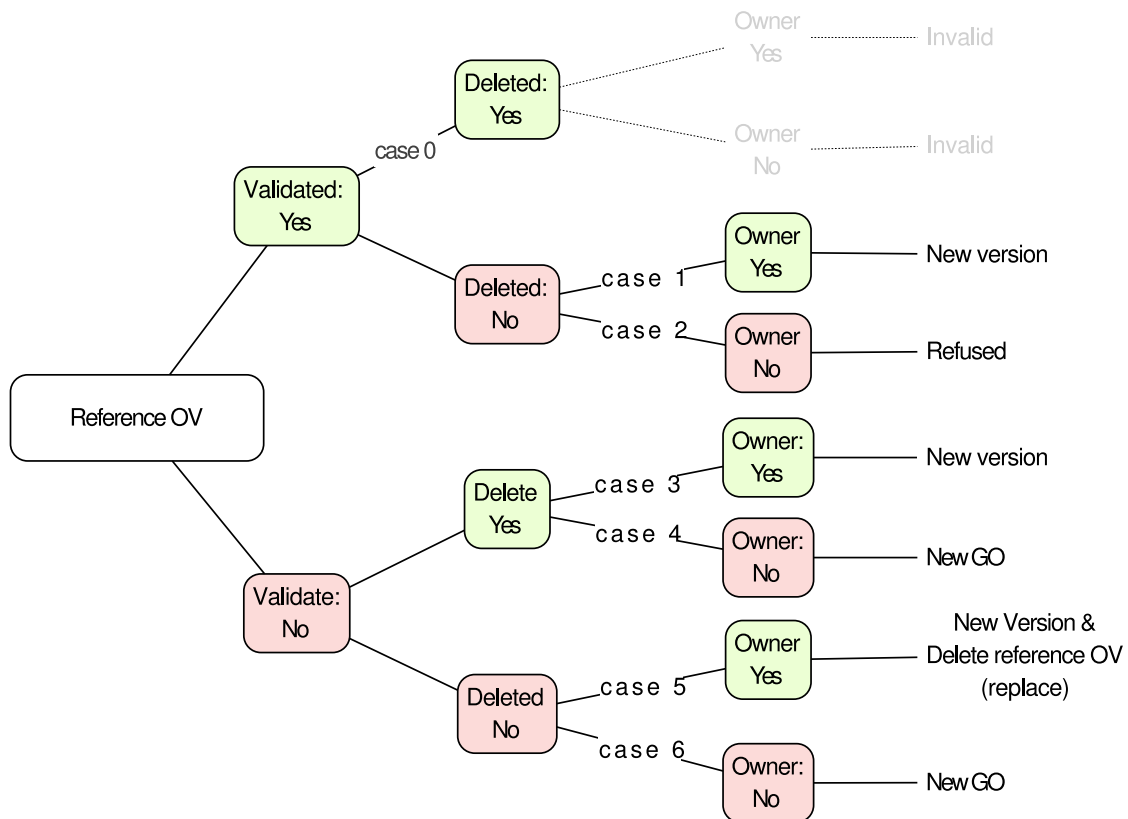 Owner
Yes
Invalid
Deleted:
Yes
Owner
No
Invalid
case 0
Validated:
Yes
Owner
Yes
New version
Deleted:
No
case 1
case 2
Owner
No
Refused
Reference OV
Owner:
Yes
New version
Delete
Yes
case 3
case 4
Owner:
No
New GO
Validate:
No
Owner
Yes
New Version &
Delete reference OV
(replace)
Deleted
No
case 5
case 6
Owner:
No
New GO